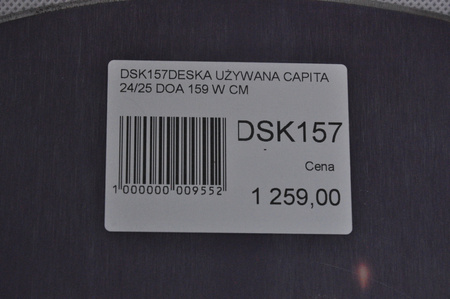 DSK157DESKA UŻYWANA CAPITA
24/25 DOA 159 W CM
DSK157
Cena
1 000000 009552
1 259,00